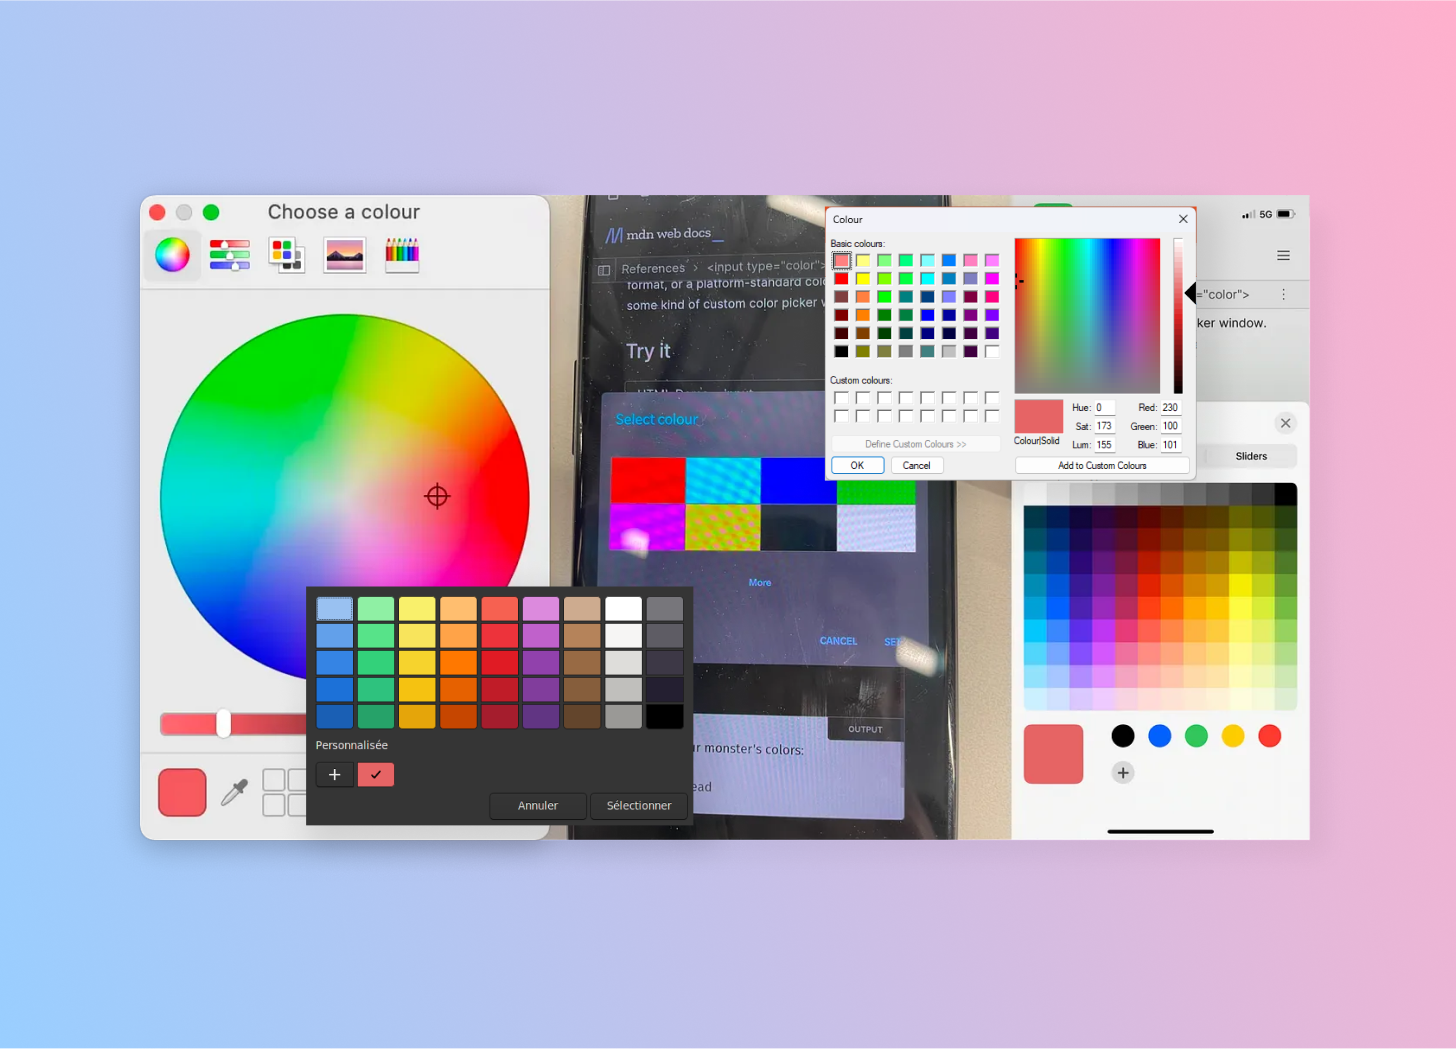 Choose a colour
mdn web docs_
References > <input type="color">
format, or a platform-standard
some kind of custom color picker
Try it
Select colour
More
CANCEL
OUTPUT
monster's colors:
Colour
Basic colours:
Custom colours:
Define Custom Colours >>
OK Cancel
Colour|Solid
Hue: 0 Red: 230
Sat: 173 Green: 100
Lum: 155 Blue: 101
Add to Custom Colours
5G
="color">
ker window.
Sliders
Personnalisée
Annuler Sélectionner